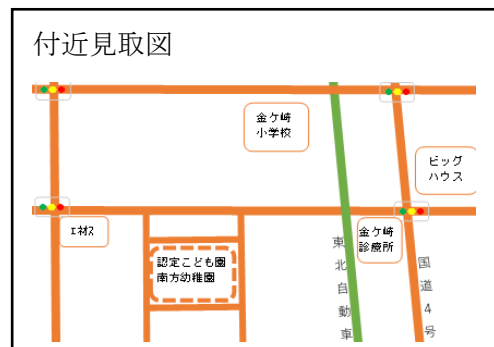 付近見取図
金ケ崎
小学校
ビッグ
ハウス
エネオス
金ケ崎
診療所
認定こども園
南方幼稚園
東北自動車
国道4号